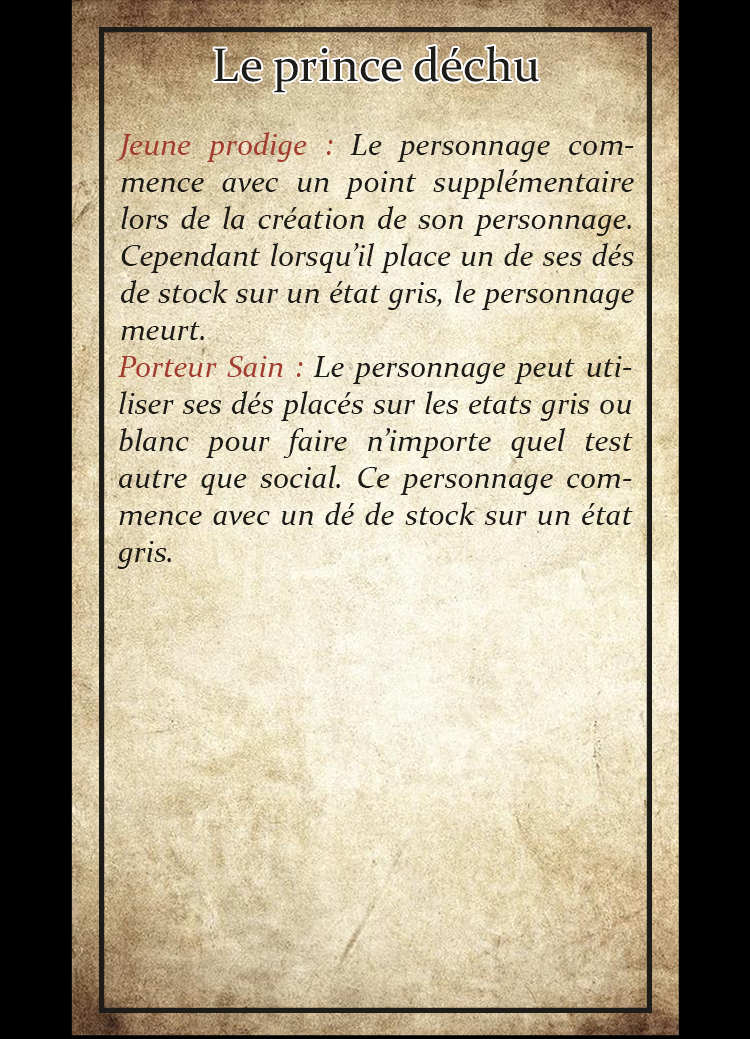 Le prince déchu
Jeune prodige : Le personnage com-
mence avec un point supplémentaire
lors de la création de son personnage.
Cependant lorsqu’il place un de ses dés
de stock sur un état gris, le personnage
meurt.
Porteur Sain : Le personnage peut uti-
liser ses dés placés sur les etats gris ou
blanc pour faire n’importe quel test
autre que social. Ce personnage com-
mence avec un dé de stock sur un état
gris.